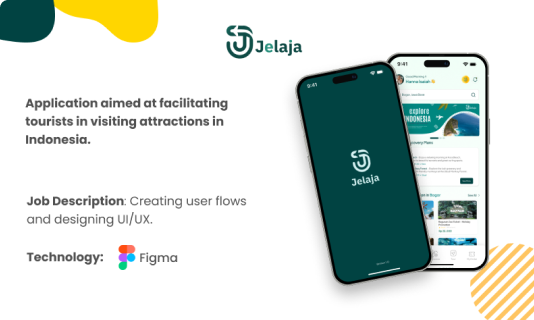 Jelaja
Application aimed at facilitating
tourists in visiting attractions in
Indonesia.
Job Description: Creating user flows
and designing UI/UX.
Technology: Figma
9:41
Jelaja
9:41
explore
INDONESIA